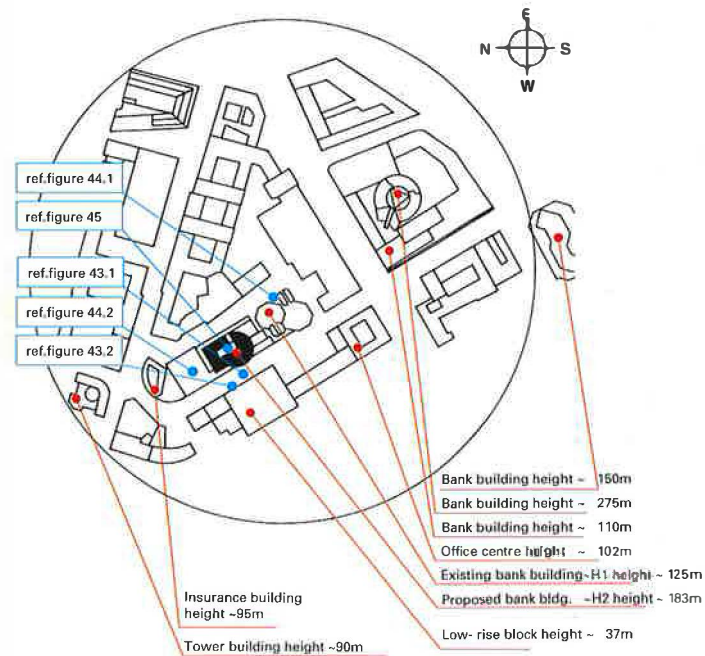 E
N S
W
ref.figure 44.1
ref.figure 45
ref.figure 43.1
ref.figure 44.2
ref.figure 43.2
Bank building height ~ 150m
Bank building height ~ 275m
Bank building height ~ 110m
Office centre height ~ 102m
Existing bank building~H1 height ~ 125m
Proposed bank bldg. ~H2 height ~ 183m
Low- rise block height ~ 37m
Insurance building
height ~95m
Tower building height ~90m